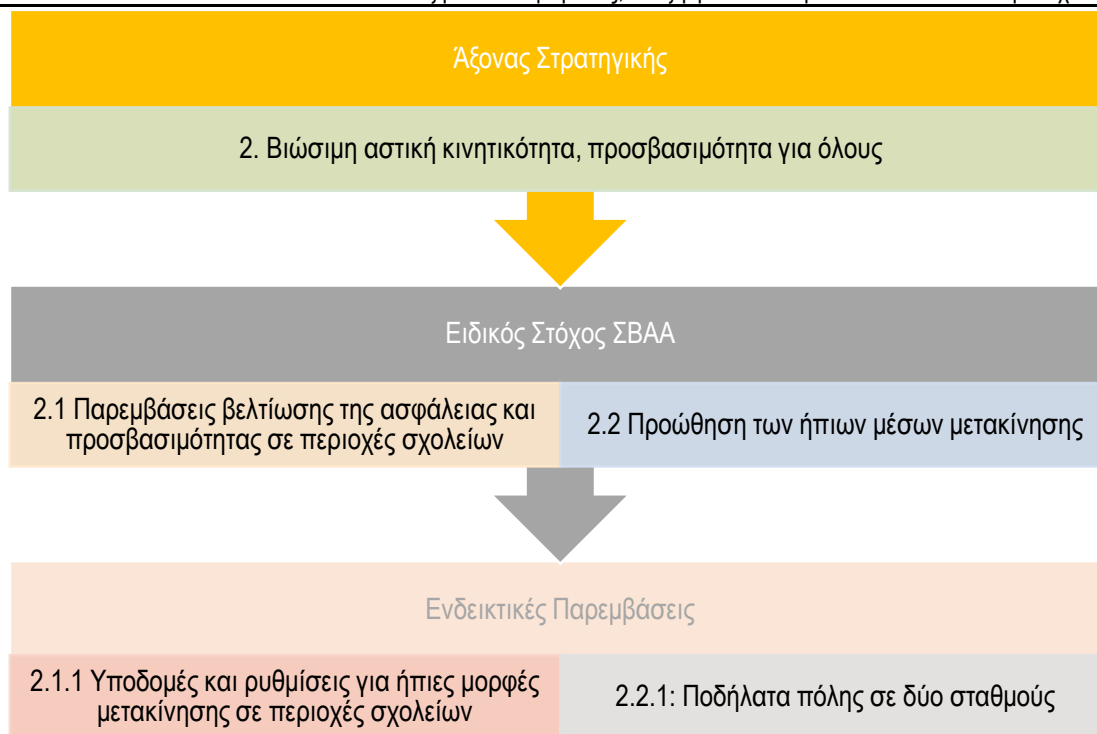 Άξονας Στρατηγικής
2. Βιώσιμη αστική κινητικότητα, προσβασιμότητα για όλους
Ειδικός Στόχος ΣΒΑΑ
2.1 Παρεμβάσεις βελτίωσης της ασφάλειας και
προσβασιμότητας σε περιοχές σχολείων
2.2 Προώθηση των ήπιων μέσων μετακίνησης
Ενδεικτικές Παρεμβάσεις
2.1.1 Υποδομές και ρυθμίσεις για ήπιες μορφές
μετακίνησης σε περιοχές σχολείων
2.2.1: Ποδήλατα πόλης σε δύο σταθμούς